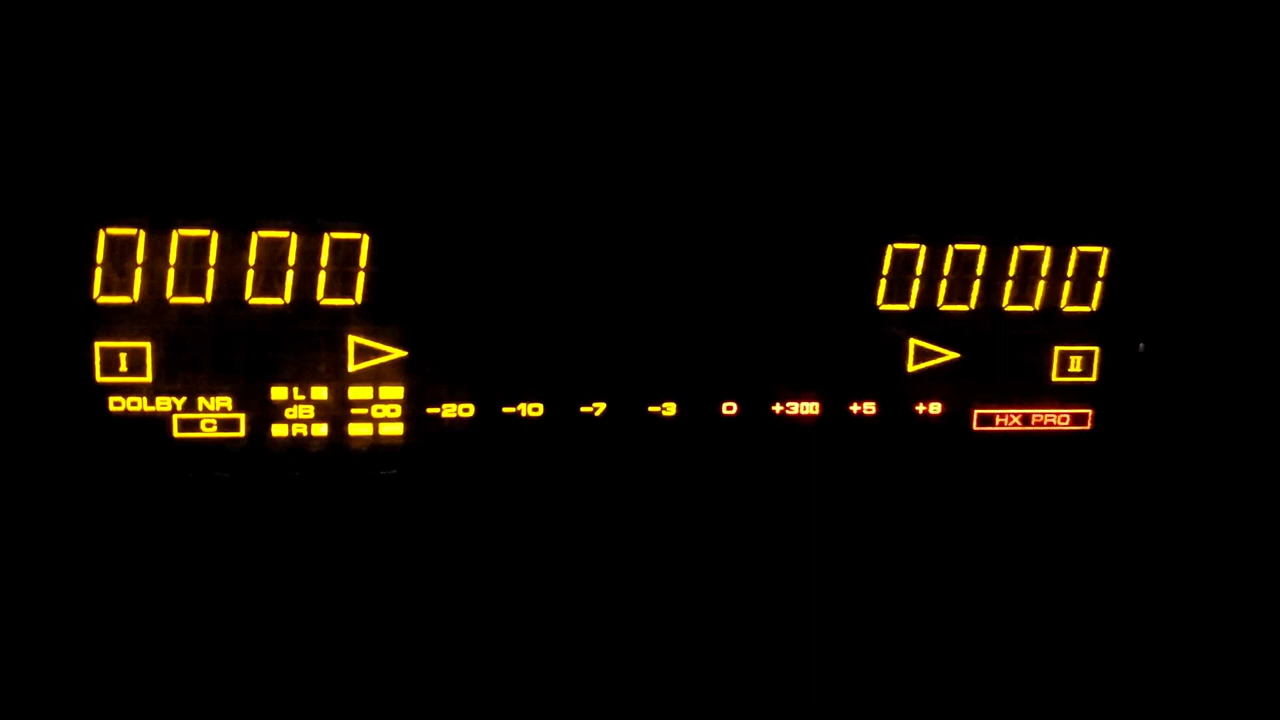 0000 0000
I II
DOLBY NR
C
L
dB -∞ -20 -10 -7 -3 0 +3 +5 +8 HX PRO
R